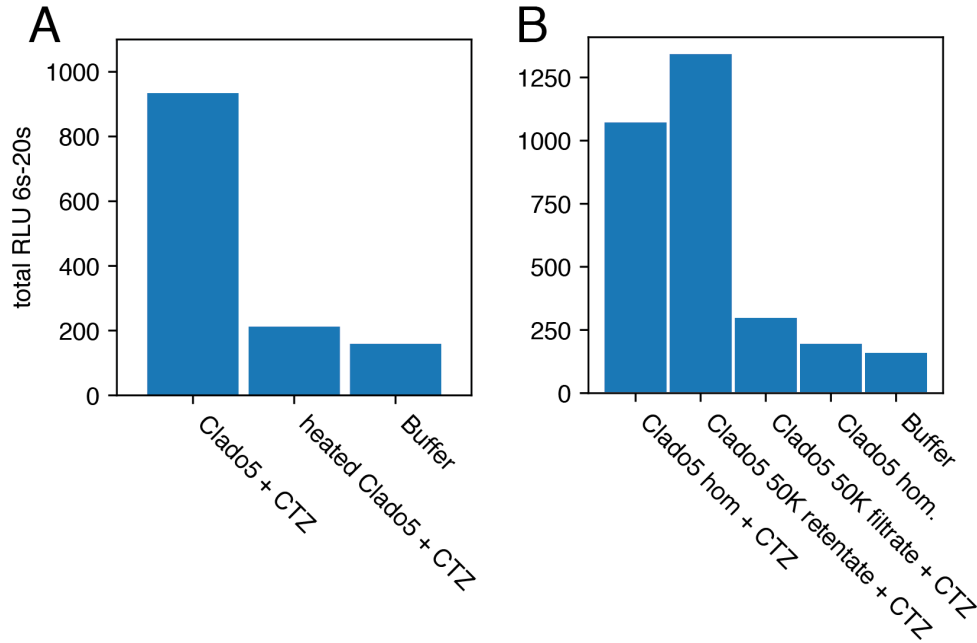 A
total RLU 6s-20s
1000
800
600
400
200
0
Clado5 + CTZ
heated Clado5 + CTZ
Buffer
B
1250
1000
750
500
250
0
Clado5 hom + CTZ
Clado5 50K retentate + CTZ
Clado5 50K filtrate + CTZ
Clado5 hom.
Buffer